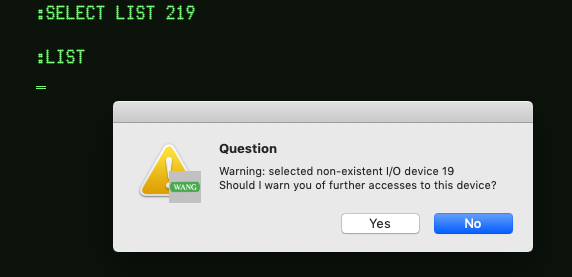 :SELECT LIST 219
:LIST
Question
Warning: selected non-existent I/O device 19
Should I warn you of further accesses to this device?
WANG
Yes
No